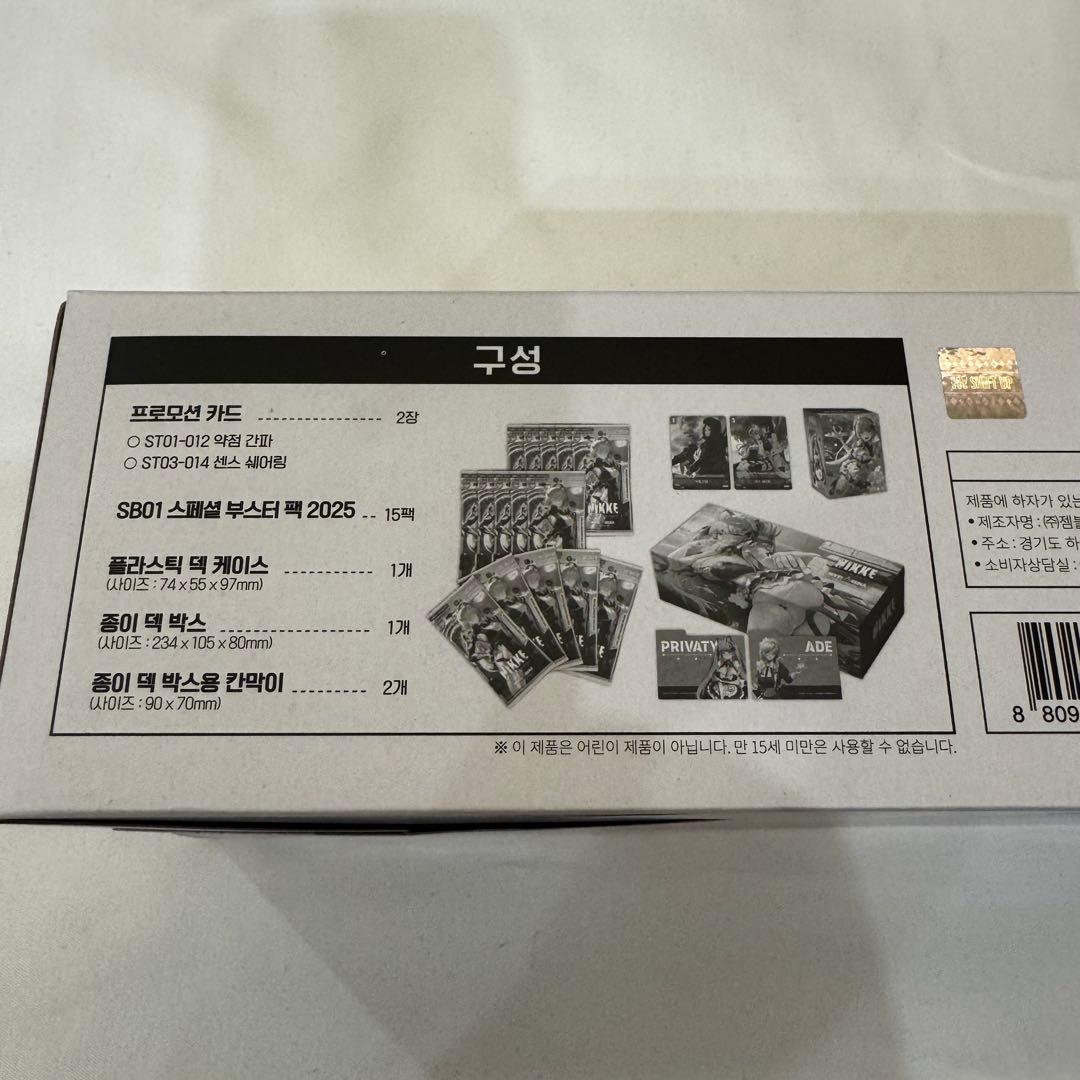 구성
프로모션 카드 2장
○ ST01-012 약점 간파
○ ST03-014 센스 쉐어링
SB01 스페셜 부스터 팩 2025 15팩
플라스틱 덱 케이스 1개
(사이즈 : 74 x 55 x 97mm)
종이 덱 박스 1개
(사이즈 : 234 x 105 x 80mm)
종이 덱 박스용 칸막이 2개
(사이즈 : 90 x 70mm)
NIKKE
NIKKE
NIKKE
PRIVATY
ADE
※ 이 제품은 어린이 제품이 아닙니다. 만 15세 미만은 사용할 수 없습니다.
SHIFT UP
제품에 하자가 있는
• 제조자명 : ㈜젬블
• 주소 : 경기도 하
• 소비자상담실 :
8 809